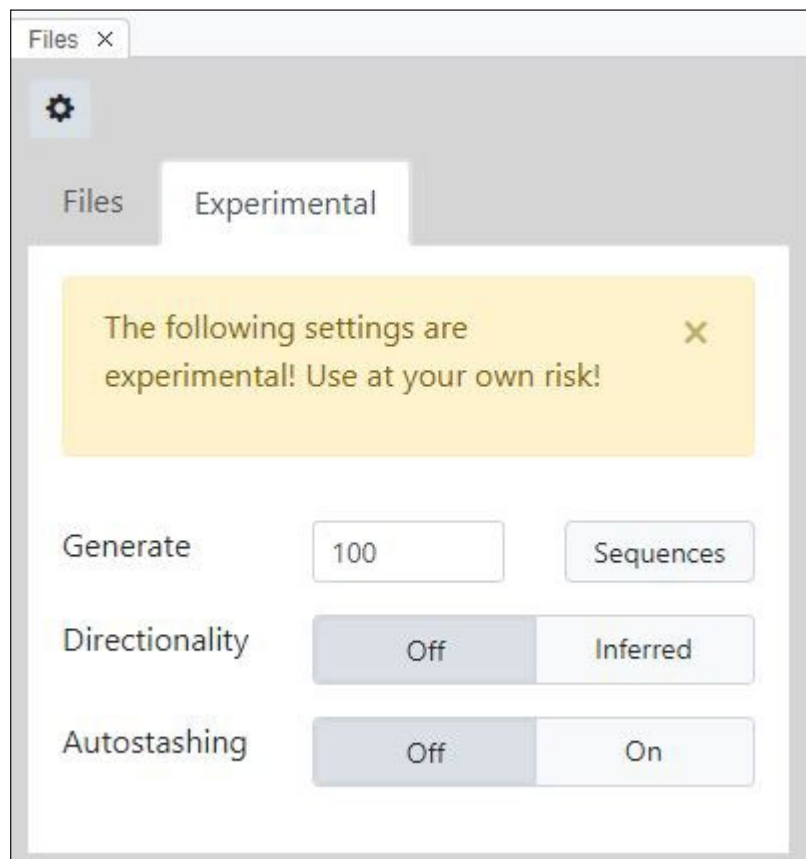 Files
Files Experimental
The following settings are
experimental! Use at your own risk!
Generate 100 Sequences
Directionality Off Inferred
Autostashing Off On